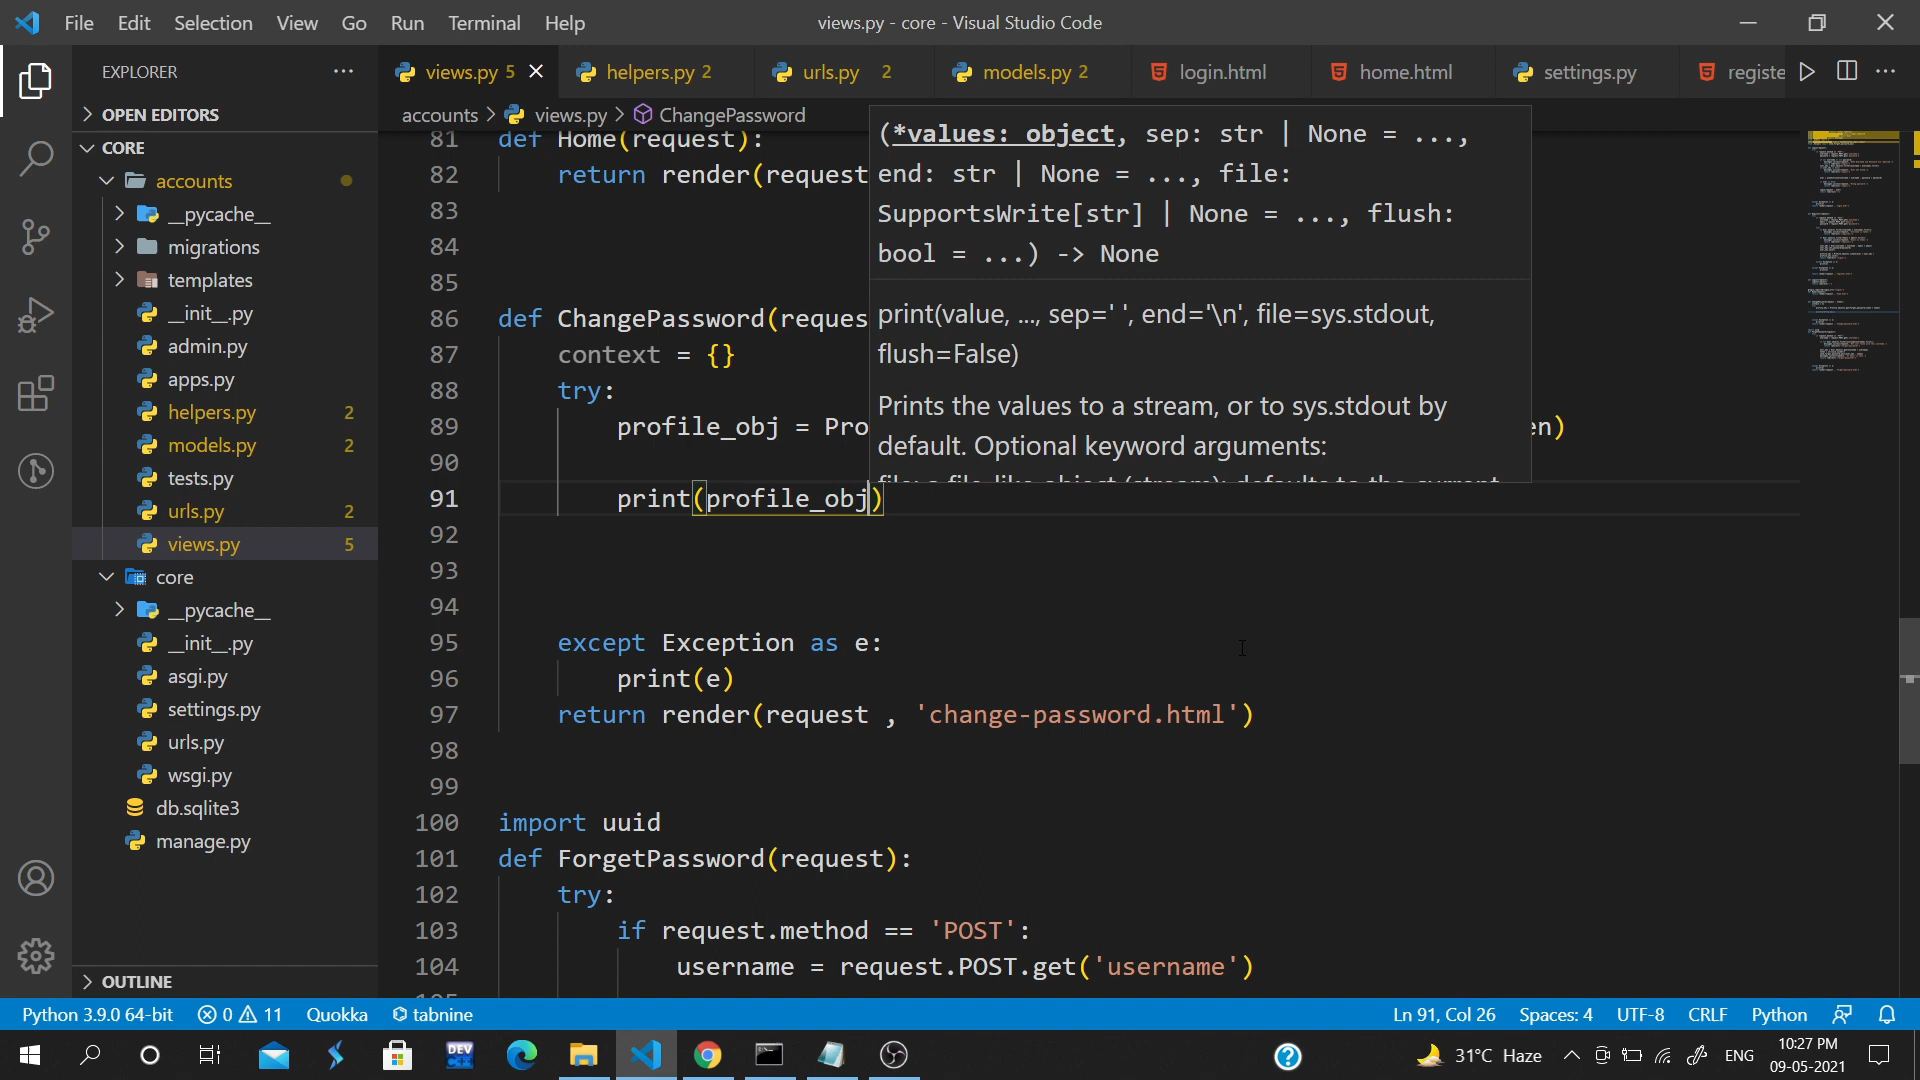 File Edit Selection View Go Run Terminal Help
views.py - core - Visual Studio Code
EXPLORER
views.py 5
helpers.py 2
urls.py 2
models.py 2
login.html
home.html
settings.py
registe
OPEN EDITORS
CORE
accounts
__pycache__
migrations
templates
__init__.py
admin.py
apps.py
helpers.py 2
models.py 2
tests.py
urls.py 2
views.py 5
core
__pycache__
__init__.py
asgi.py
settings.py
urls.py
wsgi.py
db.sqlite3
manage.py
OUTLINE
accounts > views.py > ChangePassword
81 def Home(request):
82 return render(request
83
84
85
86 def ChangePassword(reques
87 context = {}
88 try:
89 profile_obj = Pro en)
90
91 print(profile_obj)
92
93
94
95 except Exception as e:
96 print(e)
97 return render(request , 'change-password.html')
98
99
100 import uuid
101 def ForgetPassword(request):
102 try:
103 if request.method == 'POST':
104 username = request.POST.get('username')
(*values: object, sep: str | None = ...,
end: str | None = ..., file:
SupportsWrite[str] | None = ..., flush:
bool = ...) -> None
print(value, ..., sep=' ', end='\n', file=sys.stdout,
flush=False)
Prints the values to a stream, or to sys.stdout by
default. Optional keyword arguments:
Python 3.9.0 64-bit 0 11 Quokka tabnine
Ln 91, Col 26 Spaces: 4 UTF-8 CRLF Python
DEV
31°C Haze
ENG
10:27 PM
09-05-2021